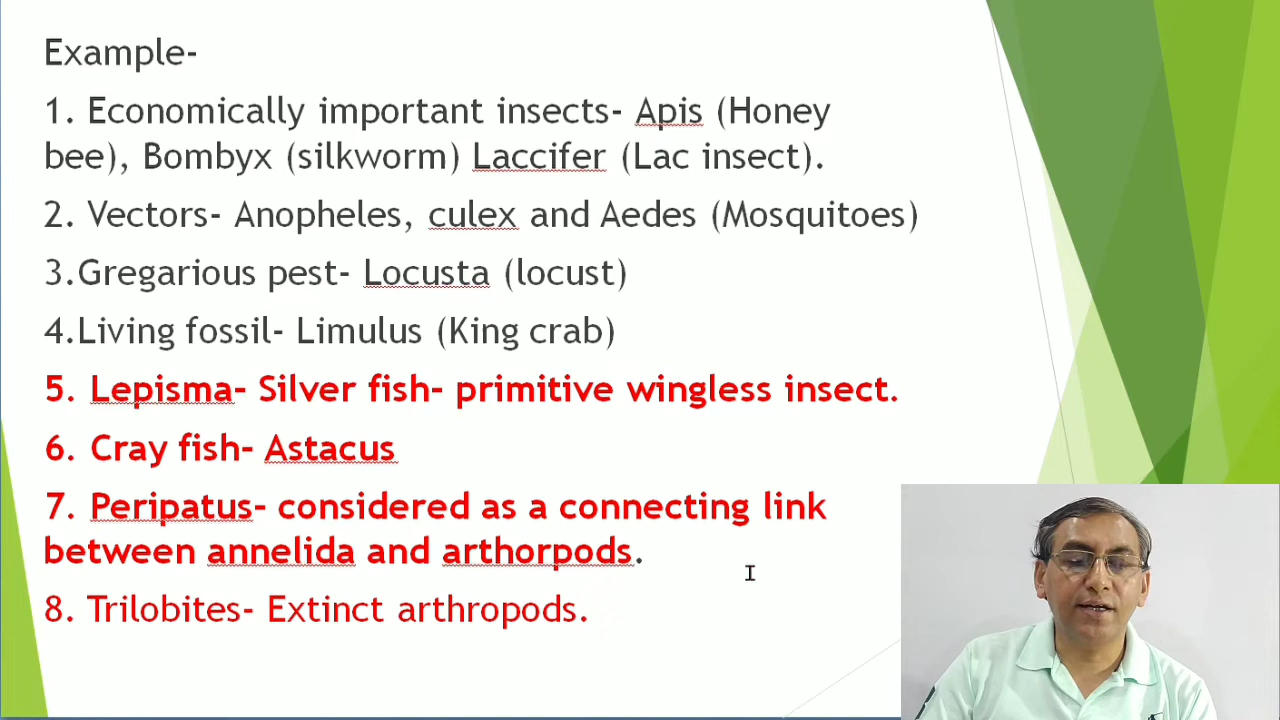 Example-
1. Economically important insects- Apis (Honey
bee), Bombyx (silkworm) Laccifer (Lac insect).
2. Vectors- Anopheles, culex and Aedes (Mosquitoes)
3.Gregarious pest- Locusta (locust)
4.Living fossil- Limulus (King crab)
5. Lepisma- Silver fish- primitive wingless insect.
6. Cray fish- Astacus
7. Peripatus- considered as a connecting link
between annelida and arthorpods.
8. Trilobites- Extinct arthropods.